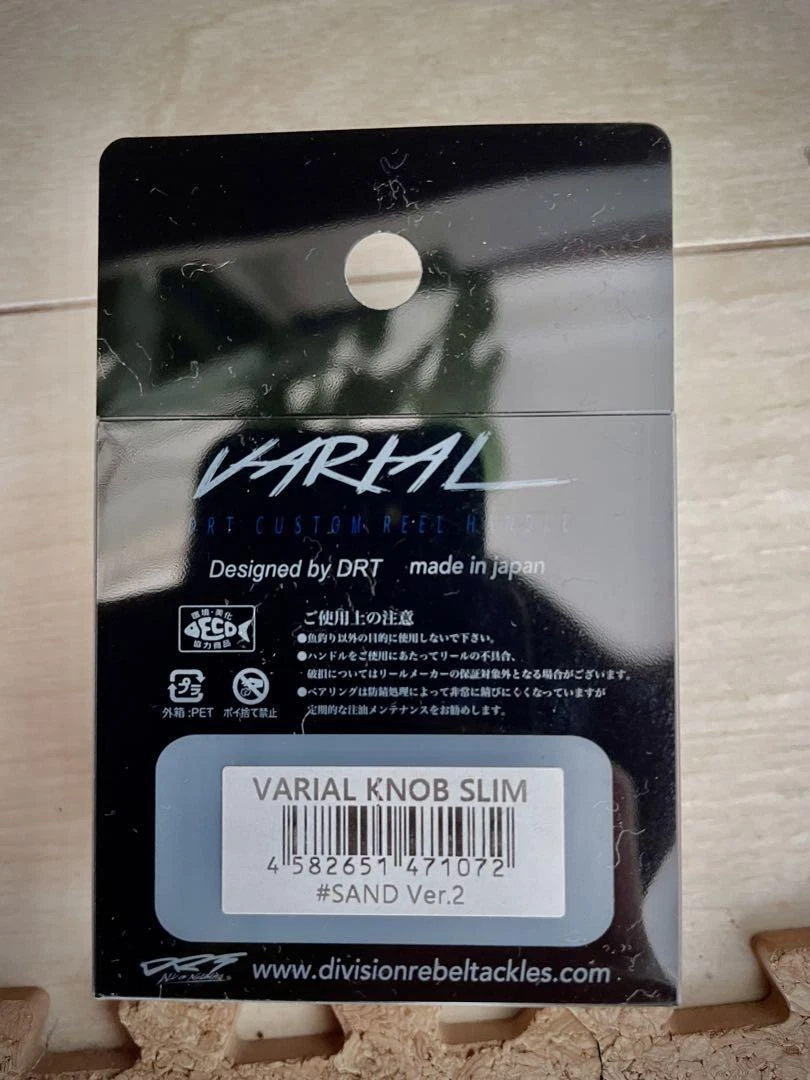 VARIAL
DRT CUSTOM REEL HANDLE
Designed by DRT made in japan
環境・美化
ECO
協力商品
プラ
外箱:PET ポイ捨て禁止
ご使用上の注意
●魚釣り以外の目的に使用しないで下さい。
●ハンドルをご使用にあたってリールの不具合、
破損についてはリールメーカーの保証対象外となる場合がございます。
●ベアリングは防錆処理によって非常に錆びにくくなっていますが
定期的な注油メンテナンスをお勧めします。
VARIAL KNOB SLIM
4 582651 471072
#SAND Ver.2
DRT
www.divisionrebeltackles.com